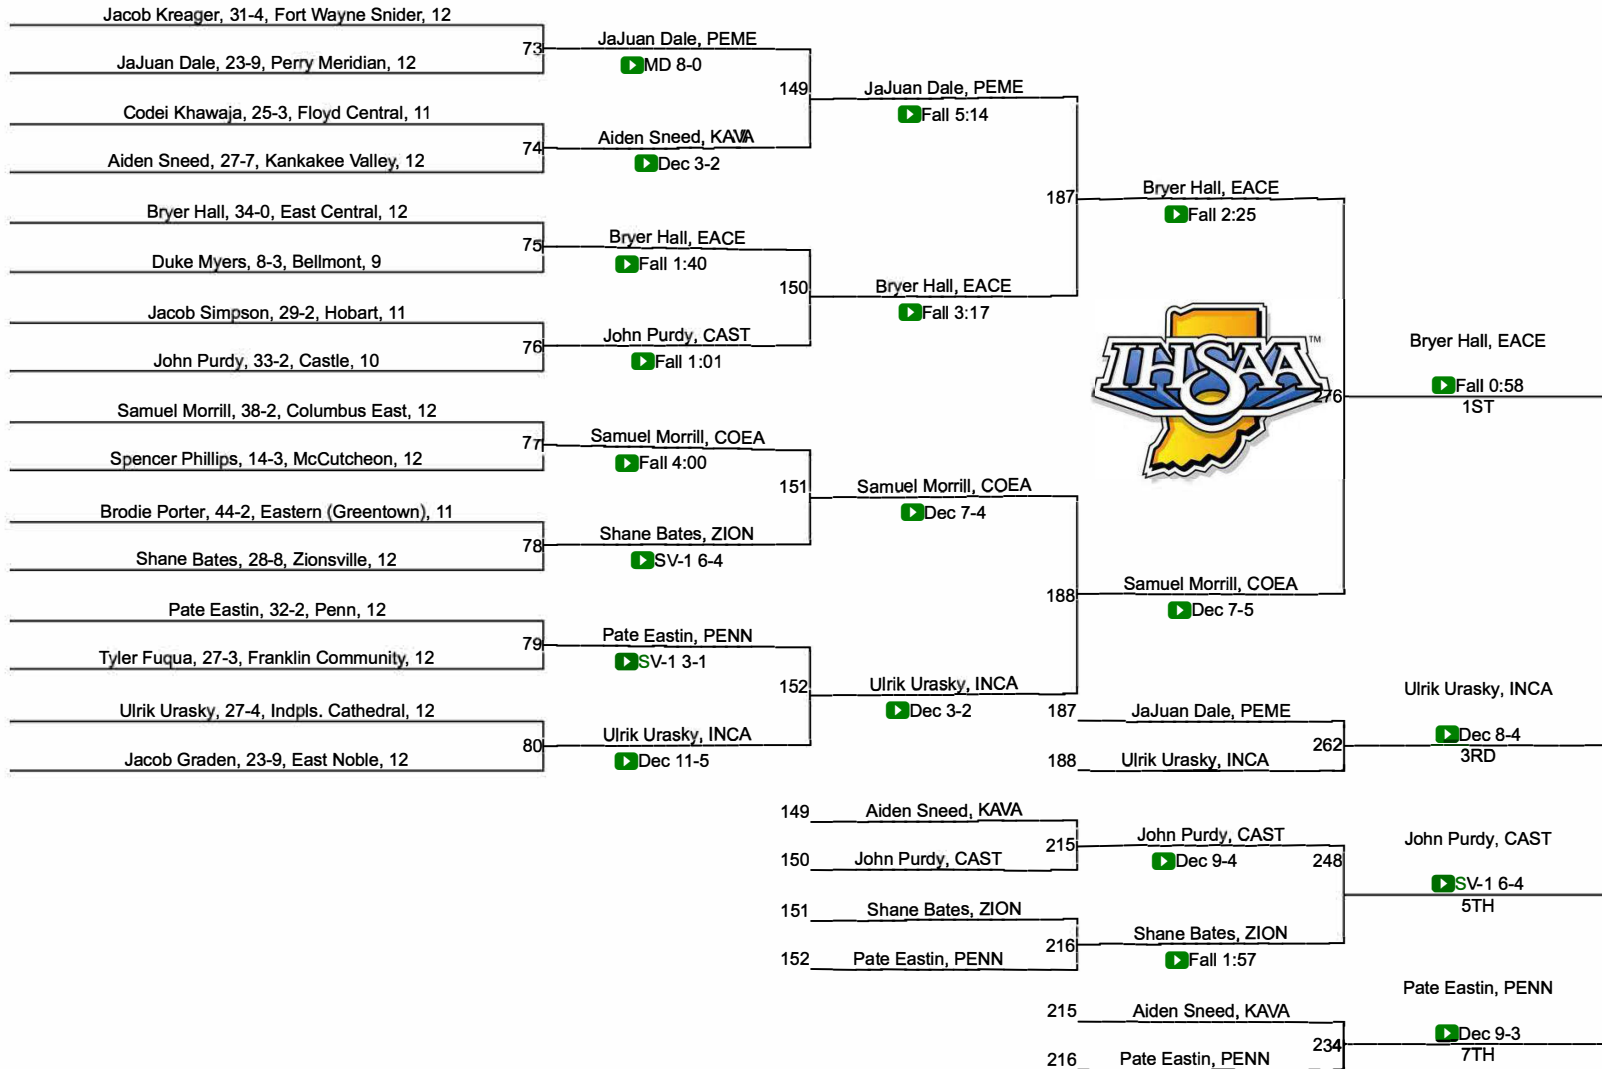 Jacob Kreager, 31-4, Fort Wayne Snider, 12
73
JaJuan Dale, PEME
MD 8-0
JaJuan Dale, 23-9, Perry Meridian, 12
149
JaJuan Dale, PEME
Fall 5:14
Codei Khawaja, 25-3, Floyd Central, 11
74
Aiden Sneed, KAVA
Dec 3-2
Aiden Sneed, 27-7, Kankakee Valley, 12
187
Bryer Hall, EACE
Fall 2:25
Bryer Hall, 34-0, East Central, 12
75
Bryer Hall, EACE
Fall 1:40
Duke Myers, 8-3, Bellmont, 9
150
Bryer Hall, EACE
Fall 3:17
Jacob Simpson, 29-2, Hobart, 11
76
John Purdy, CAST
Fall 1:01
John Purdy, 33-2, Castle, 10
IHSAA
TM
276
Bryer Hall, EACE
Fall 0:58
1ST
Samuel Morrill, 38-2, Columbus East, 12
77
Samuel Morrill, COEA
Fall 4:00
Spencer Phillips, 14-3, McCutcheon, 12
151
Samuel Morrill, COEA
Dec 7-4
Brodie Porter, 44-2, Eastern (Greentown), 11
78
Shane Bates, ZION
SV-1 6-4
Shane Bates, 28-8, Zionsville, 12
188
Samuel Morrill, COEA
Dec 7-5
Pate Eastin, 32-2, Penn, 12
79
Pate Eastin, PENN
SV-1 3-1
Tyler Fuqua, 27-3, Franklin Community, 12
152
Ulrik Urasky, INCA
Dec 3-2
Ulrik Urasky, 27-4, Indpls. Cathedral, 12
80
Ulrik Urasky, INCA
Dec 11-5
Jacob Graden, 23-9, East Noble, 12
187
JaJuan Dale, PEME
188
Ulrik Urasky, INCA
262
Ulrik Urasky, INCA
Dec 8-4
3RD
149
Aiden Sneed, KAVA
150
John Purdy, CAST
215
John Purdy, CAST
Dec 9-4
151
Shane Bates, ZION
152
Pate Eastin, PENN
216
Shane Bates, ZION
Fall 1:57
248
John Purdy, CAST
SV-1 6-4
5TH
215
Aiden Sneed, KAVA
216
Pate Eastin, PENN
234
Pate Eastin, PENN
Dec 9-3
7TH